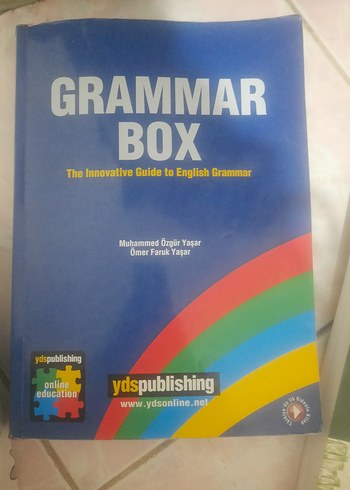 GRAMMAR
BOX
The Innovative Guide to English Grammar
Muhammed Özgür Yaşar
Ömer Faruk Yaşar
ydspublishing
online
education
ydspublishing
www.ydsonline.net